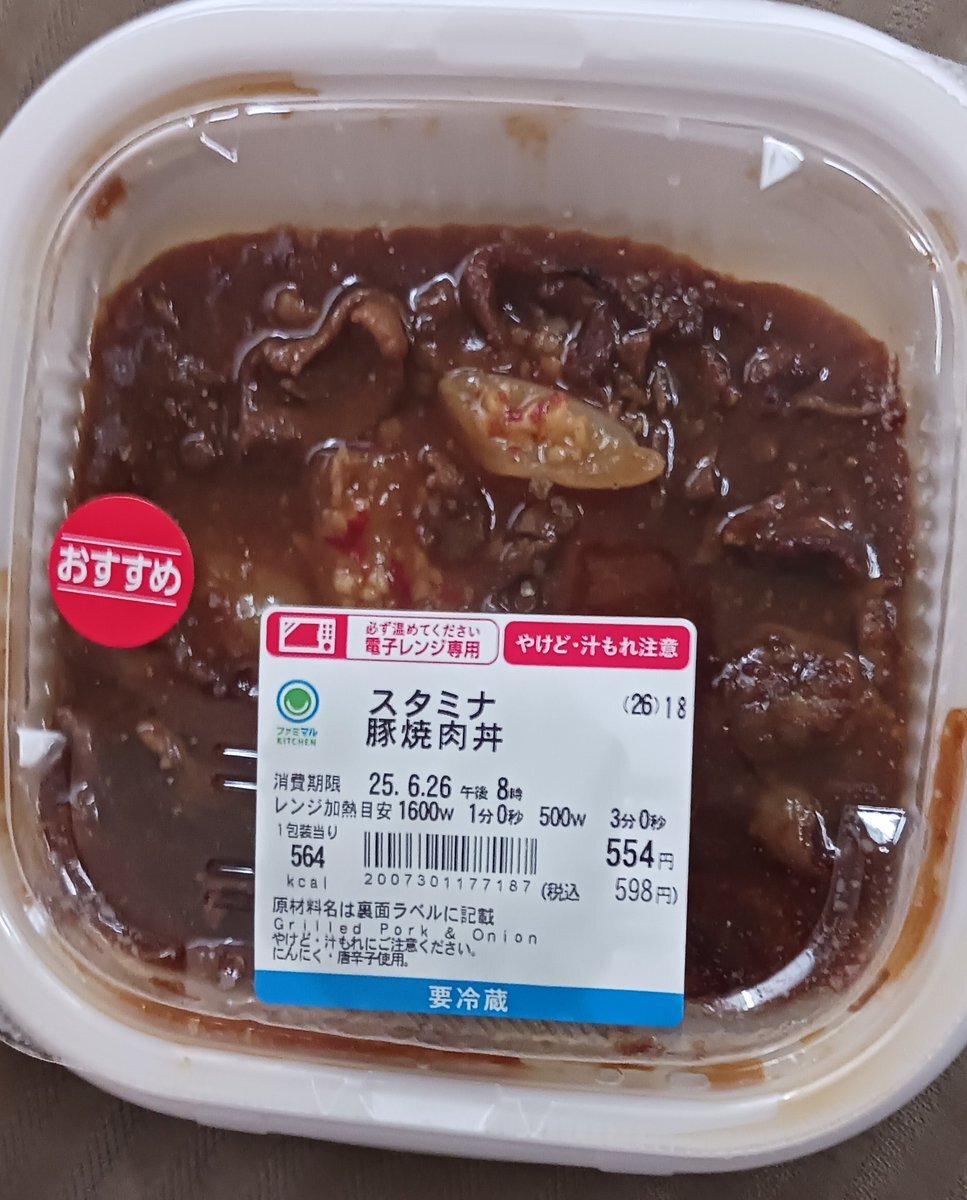 おすすめ
必ず温めてください
電子レンジ専用
やけど・汁もれ注意
ファミマル
KITCHEN
スタミナ
豚焼肉丼
(26)18
消費期限 25.6.26 午後 8時
レンジ加熱目安 1600w 1分0秒 500w 3分0秒
1包装当り
564
kcal
2007301177187
554円
(税込 598円)
原材料名は裏面ラベルに記載
Grilled Pork & Onion
やけど・汁もれにご注意ください。
にんにく・唐辛子使用。
要冷蔵